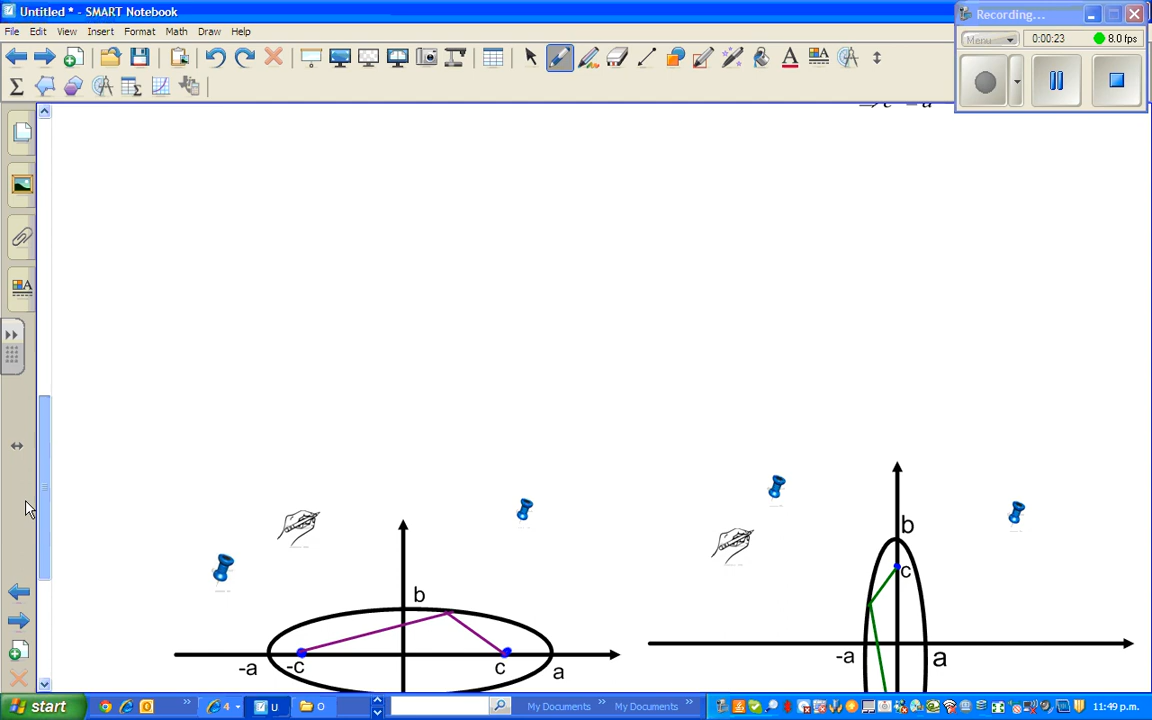 Untitled * - SMART Notebook
Recording...
File Edit View Insert Format Math Draw Help
Menu
0:00:23
8.0 fps
b
b
c
-a
-c
c
a
-a
a
start
4
U
O
My Documents
My Documents
11:49 p.m.